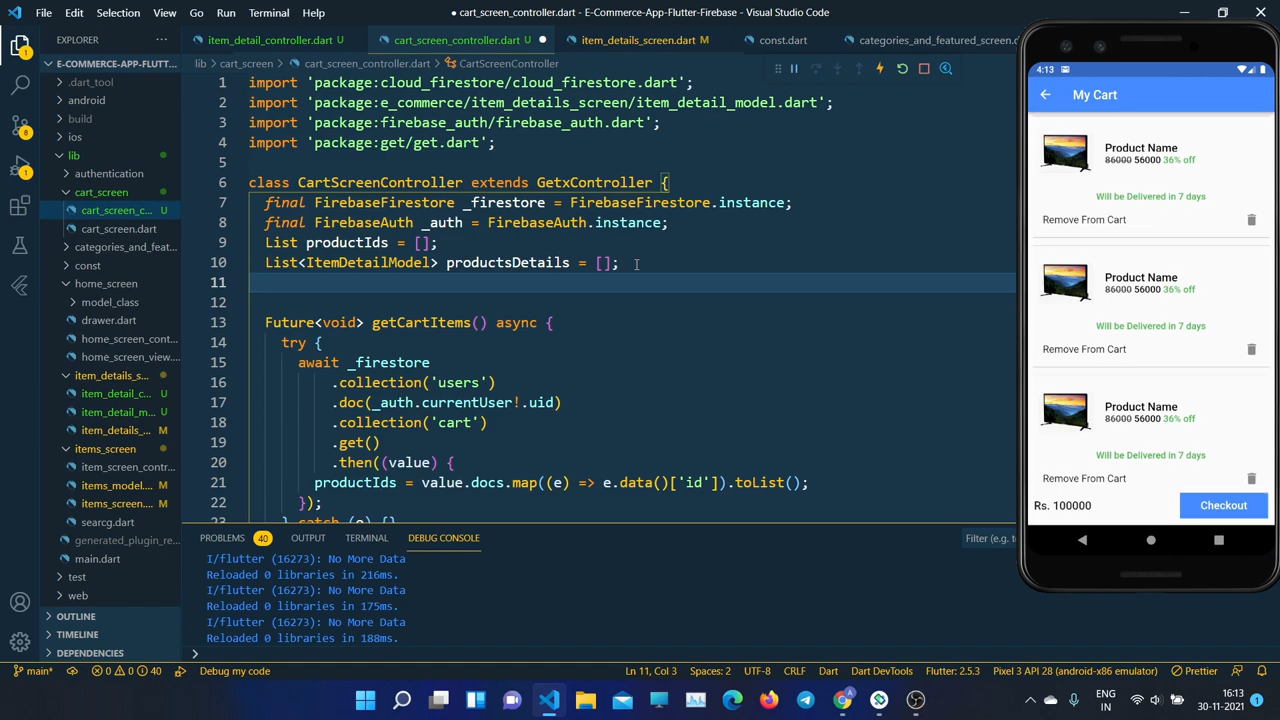 File Edit Selection View Go Run Terminal Help
● cart_screen_controller.dart - E-Commerce-App-Flutter-Firebase - Visual Studio Code
EXPLORER ···
item_detail_controller.dart U
cart_screen_controller.dart U ●
item_details_screen.dart M
const.dart
categories_and_featured_screen.
E-COMMERCE-APP-FLUTT...
.dart_tool
android
build
ios
lib
authentication
cart_screen
cart_screen_c... U
cart_screen.dart
categories_and_feat...
const
home_screen
model_class
drawer.dart
home_screen_cont...
home_screen_view....
item_details_s...
item_detail_c... U
item_detail_m... U
item_details_... M
items_screen
item_screen_contr...
items_model.... M
items_screen.... M
searcg.dart
generated_plugin_re...
main.dart
test
web
OUTLINE
TIMELINE
DEPENDENCIES
lib > cart_screen > cart_screen_controller.dart > CartScreenController
1 import 'package:cloud_firestore/cloud_firestore.dart';
2 import 'package:e_commerce/item_details_screen/item_detail_model.dart';
3 import 'package:firebase_auth/firebase_auth.dart';
4 import 'package:get/get.dart';
5
6 class CartScreenController extends GetxController {
7 final FirebaseFirestore _firestore = FirebaseFirestore.instance;
8 final FirebaseAuth _auth = FirebaseAuth.instance;
9 List productIds = [];
10 List<ItemDetailModel> productsDetails = [];
11
12
13 Future<void> getCartItems() async {
14 try {
15 await _firestore
16 .collection('users')
17 .doc(_auth.currentUser!.uid)
18 .collection('cart')
19 .get()
20 .then((value) {
21 productIds = value.docs.map((e) => e.data()['id']).toList();
22 });
23 } catch (e) {}
PROBLEMS 40 OUTPUT TERMINAL DEBUG CONSOLE
Filter (e.g. te
I/flutter (16273): No More Data
Reloaded 0 libraries in 216ms.
I/flutter (16273): No More Data
Reloaded 0 libraries in 175ms.
I/flutter (16273): No More Data
Reloaded 0 libraries in 188ms.
>
4:13
My Cart
Product Name
86000 56000 36% off
Will be Delivered in 7 days
Remove From Cart
Product Name
86000 56000 36% off
Will be Delivered in 7 days
Remove From Cart
Product Name
86000 56000 36% off
Will be Delivered in 7 days
Remove From Cart
Rs. 100000 Checkout
main* 0 0 40 Debug my code Ln 11, Col 3 Spaces: 2 UTF-8 CRLF Dart Dart DevTools Flutter: 2.5.3 Pixel 3 API 28 (android-x86 emulator) Prettier
1
8
1
ENG
IN
16:13
30-11-2021
1